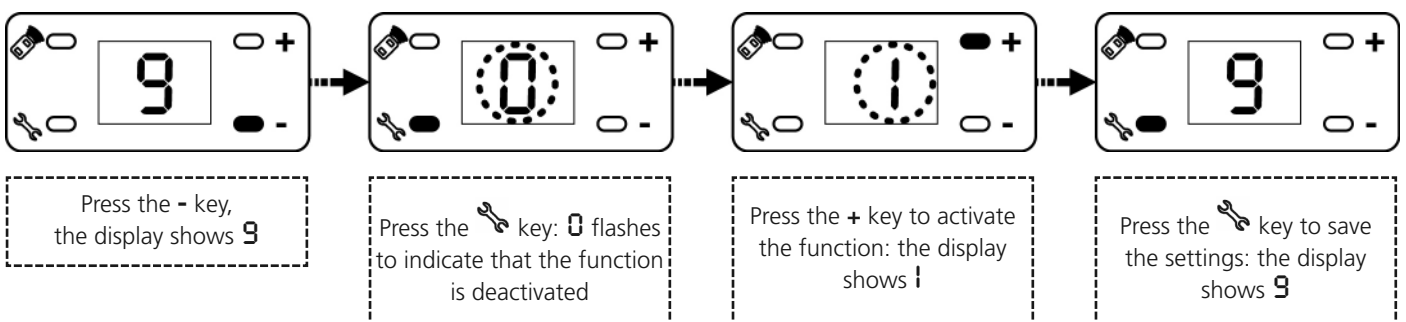 9
+
-
0
+
-
1
+
-
9
+
-
Press the - key,
the display shows 9
Press the key: 0 flashes
to indicate that the function
is deactivated
Press the + key to activate
the function: the display
shows 1
Press the key to save
the settings: the display
shows 9